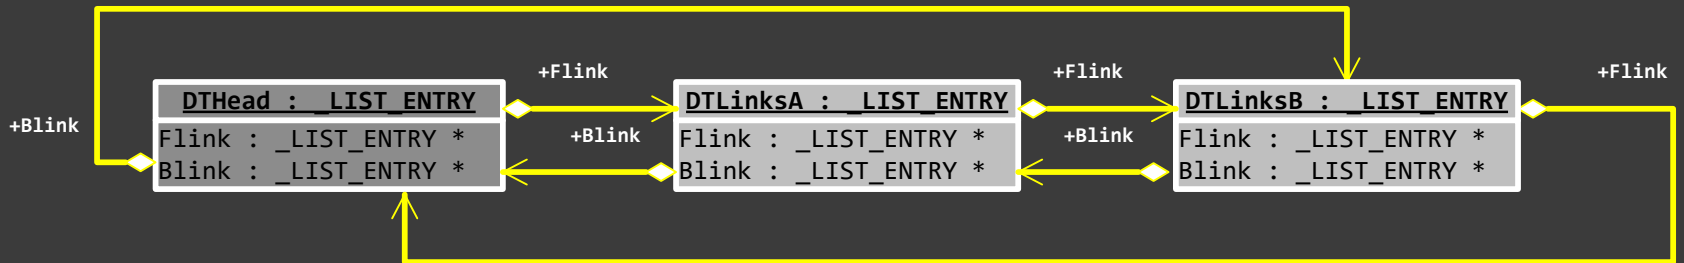 +Flink
+Flink
+Flink
DTHead : _LIST_ENTRY
DTLinksA : _LIST_ENTRY
DTLinksB : _LIST_ENTRY
+Blink
+Blink
+Blink
Flink : _LIST_ENTRY *
Blink : _LIST_ENTRY *
Flink : _LIST_ENTRY *
Blink : _LIST_ENTRY *
Flink : _LIST_ENTRY *
Blink : _LIST_ENTRY *